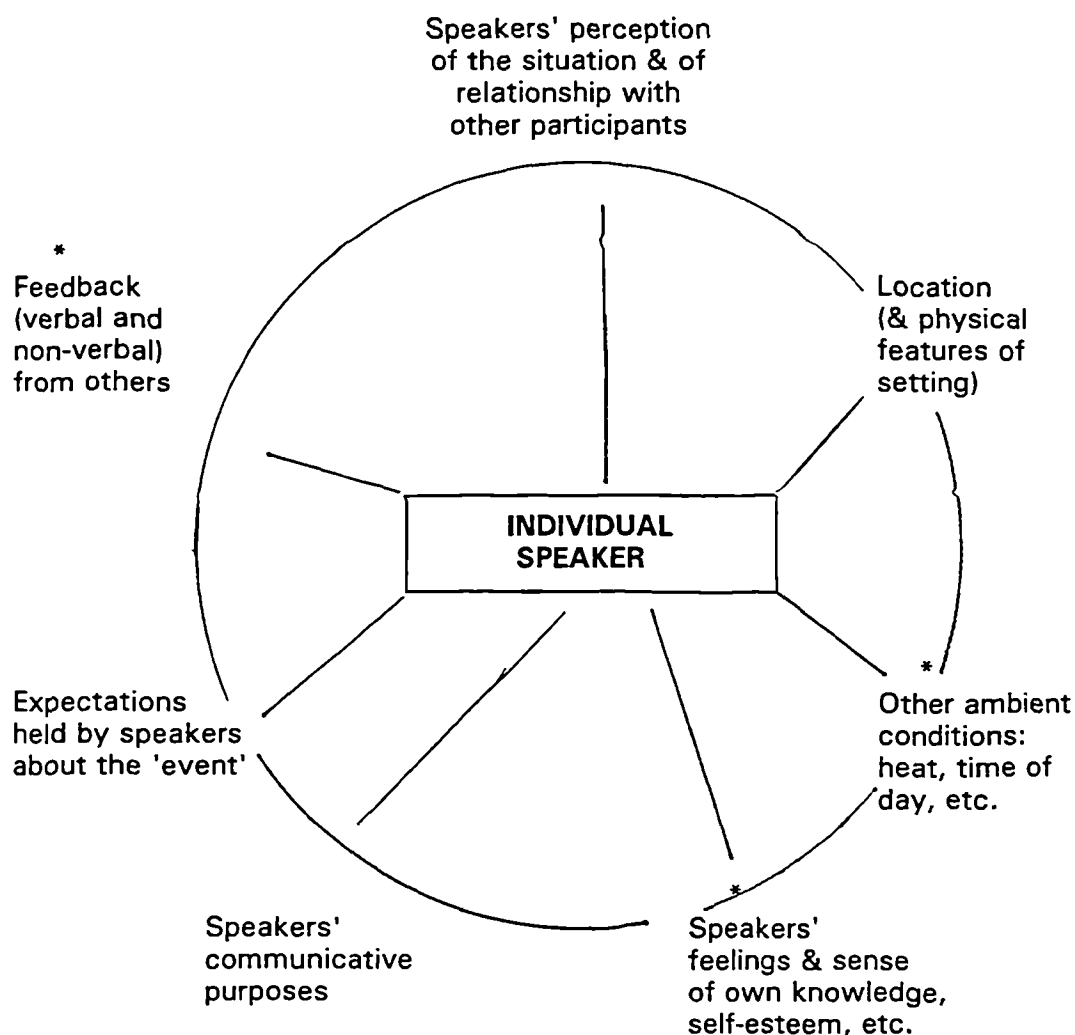 Speakers' perception
of the situation & of
relationship with
other participants
*
Feedback
(verbal and
non-verbal)
from others
Location
(& physical
features of
setting)
INDIVIDUAL
SPEAKER
Expectations
held by speakers
about the 'event'
*
Other ambient
conditions:
heat, time of
day, etc.
Speakers'
communicative
purposes
*
Speakers'
feelings & sense
of own knowledge,
self-esteem, etc.